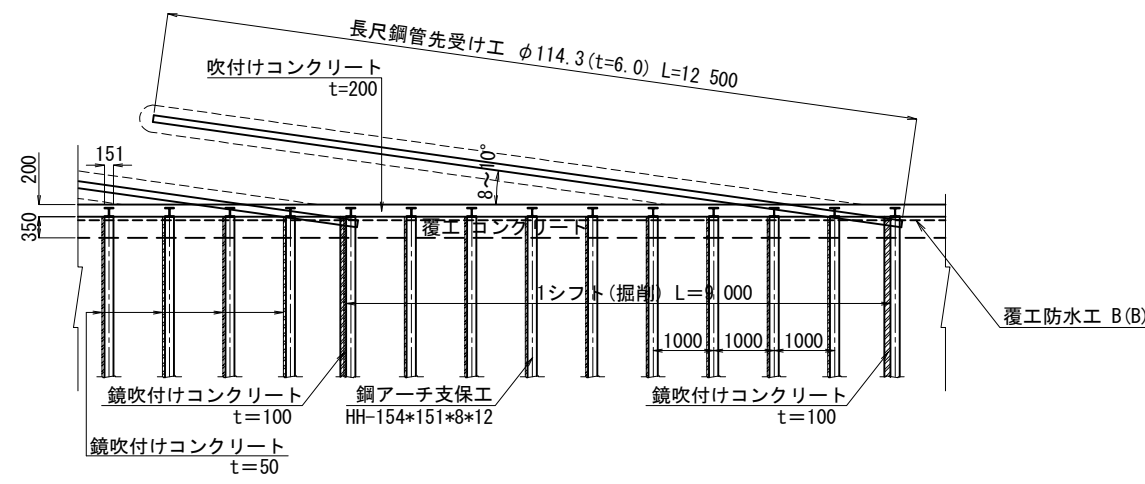 長尺鋼管先受け工 φ114.3(t=6.0) L=12 500
吹付けコンクリート
t=200
151
200
8～10°
350
覆工コンクリート
1シフト(掘削) L=9 000
覆工防水工 B(B)
1000
1000
1000
鏡吹付けコンクリート
t=100
鋼アーチ支保工
HH-154*151*8*12
鏡吹付けコンクリート
t=100
鏡吹付けコンクリート
t=50